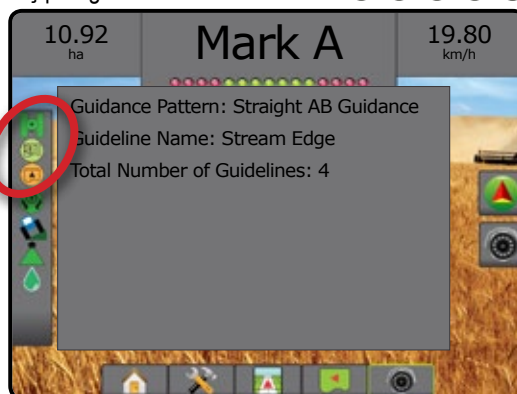 10.92
ha
Mark A
19.80
km/h
Guidance Pattern: Straight AB Guidance
Guideline Name: Stream Edge
Total Number of Guidelines: 4